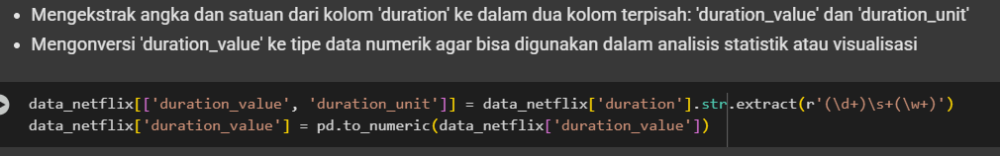 • Mengekstrak angka dan satuan dari kolom 'duration' ke dalam dua kolom terpisah: 'duration_value' dan 'duration_unit'
• Mengonversi 'duration_value' ke tipe data numerik agar bisa digunakan dalam analisis statistik atau visualisasi
data_netflix[['duration_value', 'duration_unit']] = data_netflix['duration'].str.extract(r'(\d+)\s+(\w+)')
data_netflix['duration_value'] = pd.to_numeric(data_netflix['duration_value'])